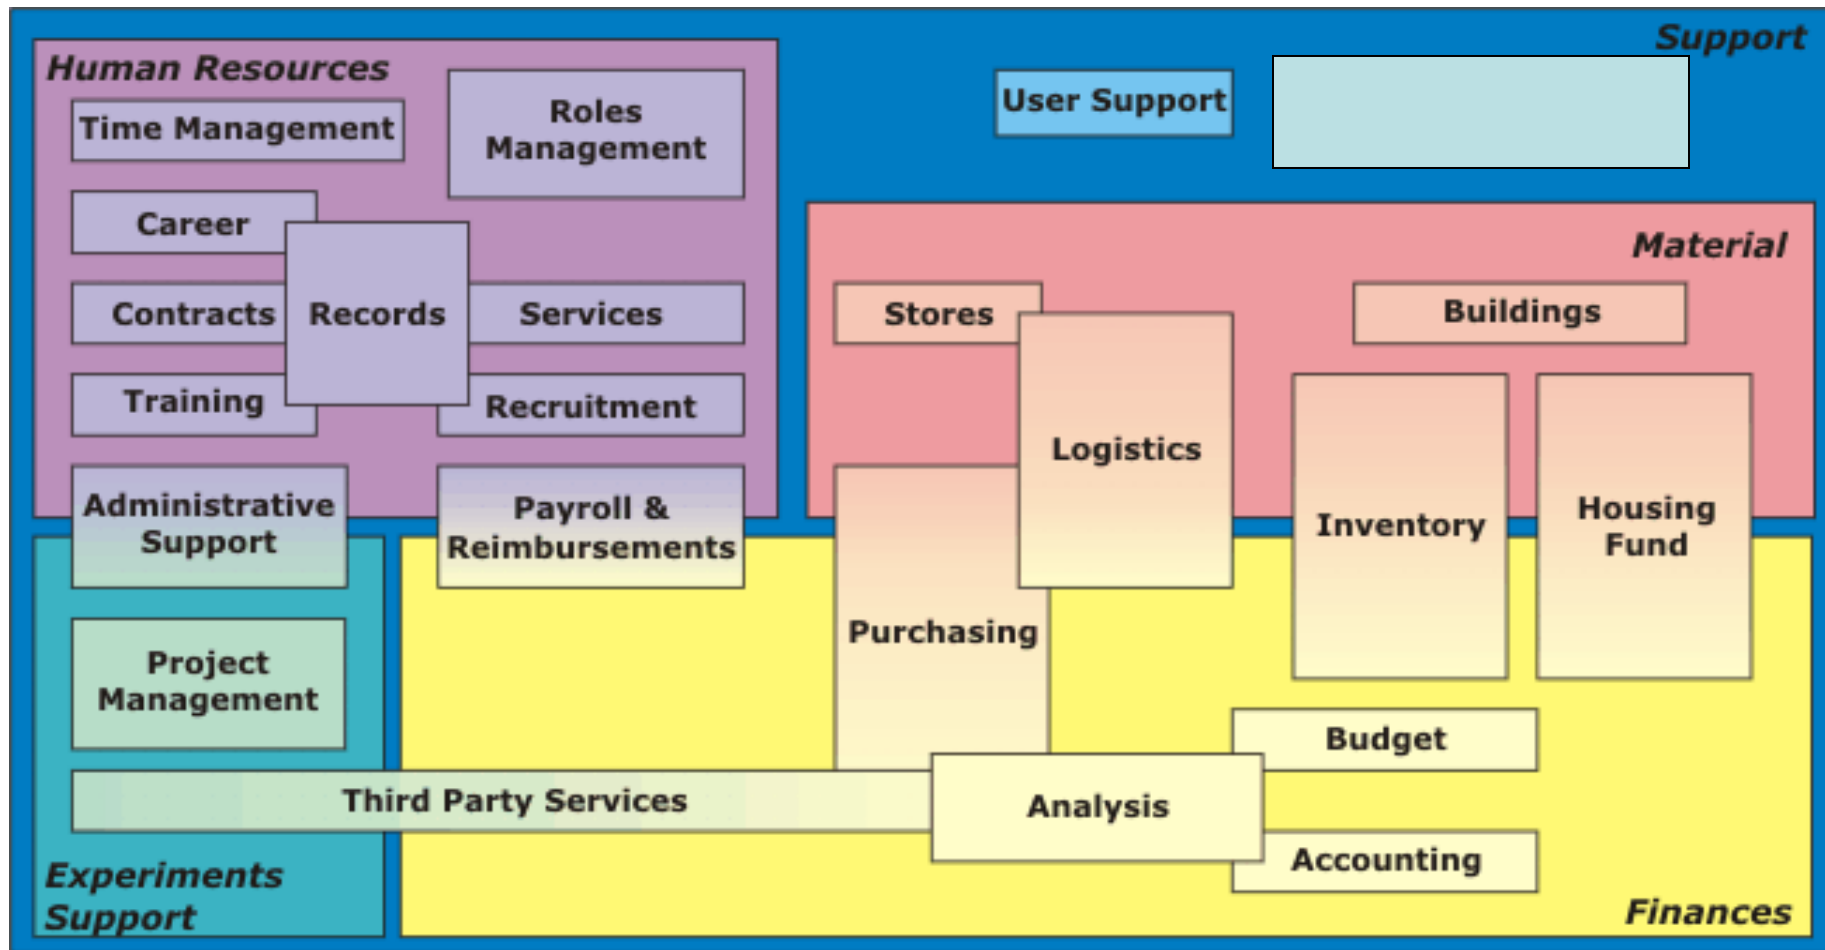 Support
Human Resources
Time Management
Roles
Management
User Support
Career
Material
Contracts
Records
Services
Stores
Buildings
Training
Recruitment
Logistics
Administrative
Support
Payroll &
Reimbursements
Inventory
Housing
Fund
Purchasing
Project
Management
Budget
Third Party Services
Analysis
Accounting
Experiments
Support
Finances